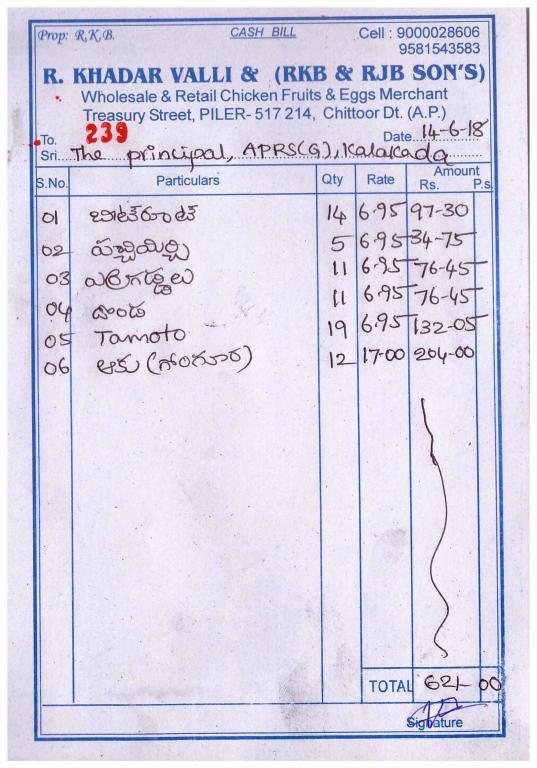 Prop: R.K.B. CASH BILL Cell : 9000028606
9581543583
R. KHADAR VALLI & (RKB & RJB SON'S)
Wholesale & Retail Chicken Fruits & Eggs Merchant
Treasury Street, PILER- 517 214, Chittoor Dt. (A.P.)
To. 239 Date 14-6-18
Sri The principal, APRS(G), Kalakada
S.No. Particulars Qty Rate Amount
Rs. P.s
01 బీట్‌రూట్ 14 6.95 97-30
02 పచ్చిమిర్చి 5 6.95 34-75
03 ఎర్రగడ్డలు 11 6.95 76-45
04 దొండ 11 6.95 76-45
05 Tamoto 19 6.95 132-05
06 ఆకు (గోంగూర) 12 17-00 204-00
TOTAL 621-00
Signature